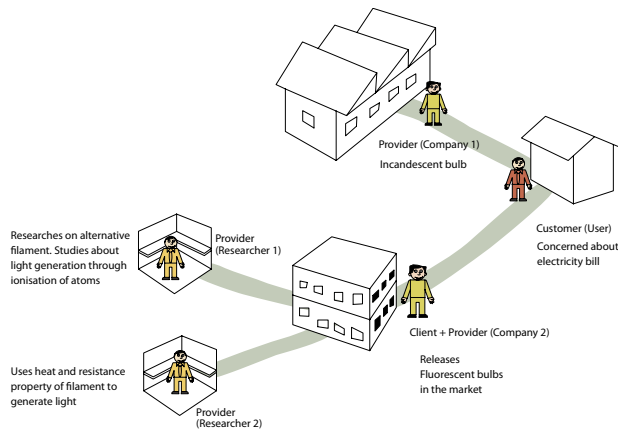 Provider (Company 1)
Incandescent bulb
Customer (User)
Concerned about
electricity bill
Researches on alternative
filament. Studies about
light generation through
ionisation of atoms
Provider
(Researcher 1)
Client + Provider (Company 2)
Releases
Fluorescent bulbs
in the market
Uses heat and resistance
property of filament to
generate light
Provider
(Researcher 2)